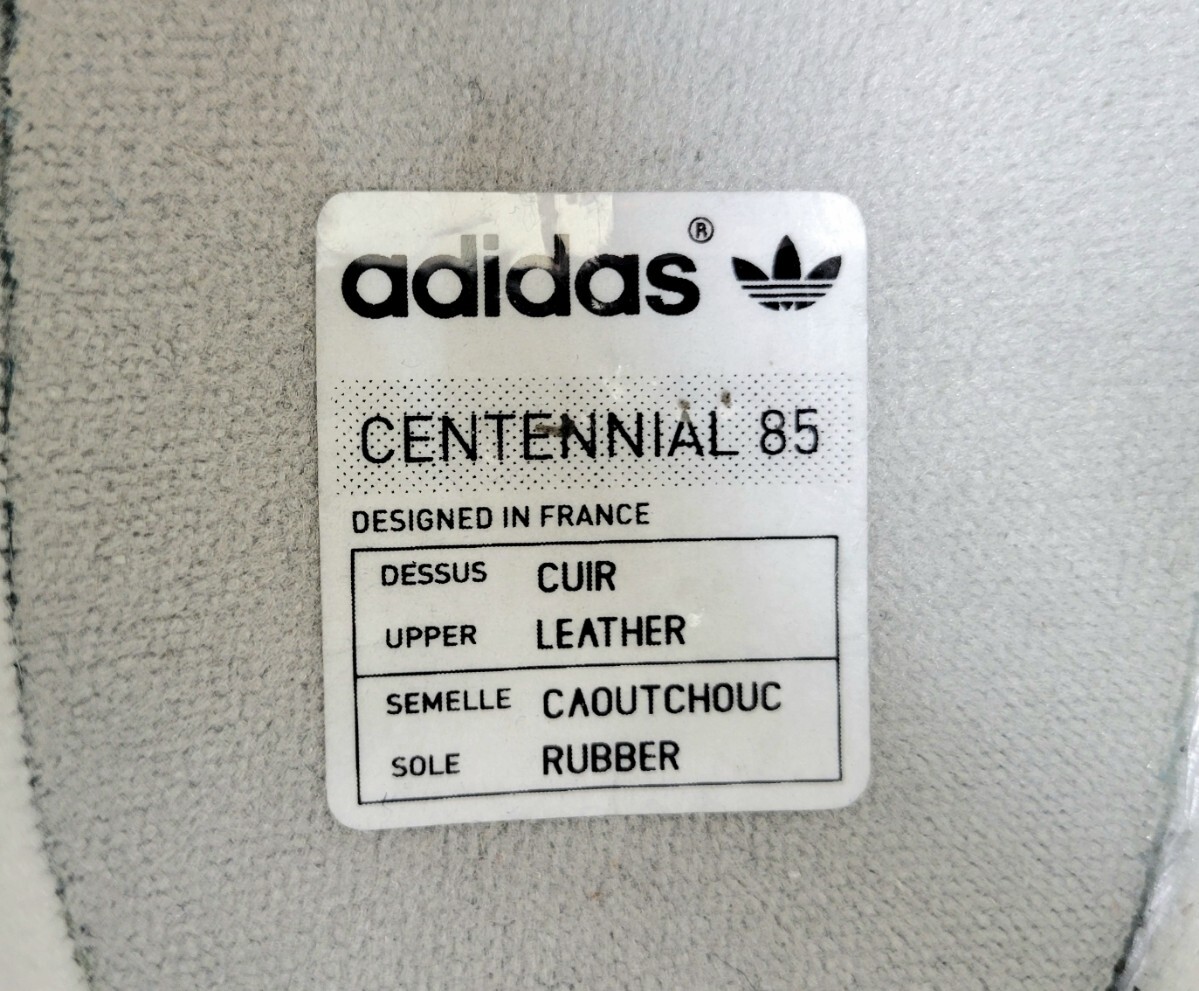 adidas®
CENTENNIAL 85
DESIGNED IN FRANCE
DESSUS CUIR
UPPER LEATHER
SEMELLE CAOUTCHOUC
SOLE RUBBER